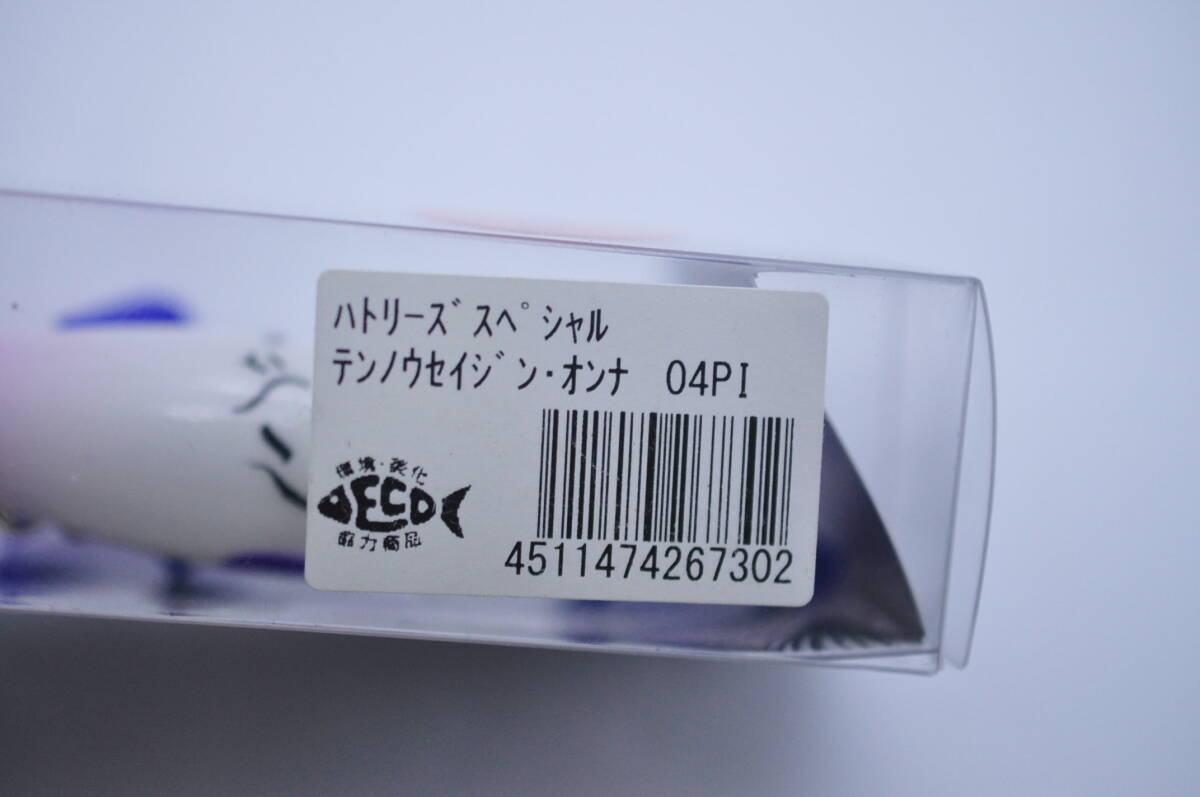 ﾊﾄﾘｰｽﾞｽﾍﾟｼｬﾙ
ﾃﾝﾉｳｾｲｼﾞﾝ･ｵﾝﾅ 04PI
環境・美化
ECO
協力商品
4511474267302